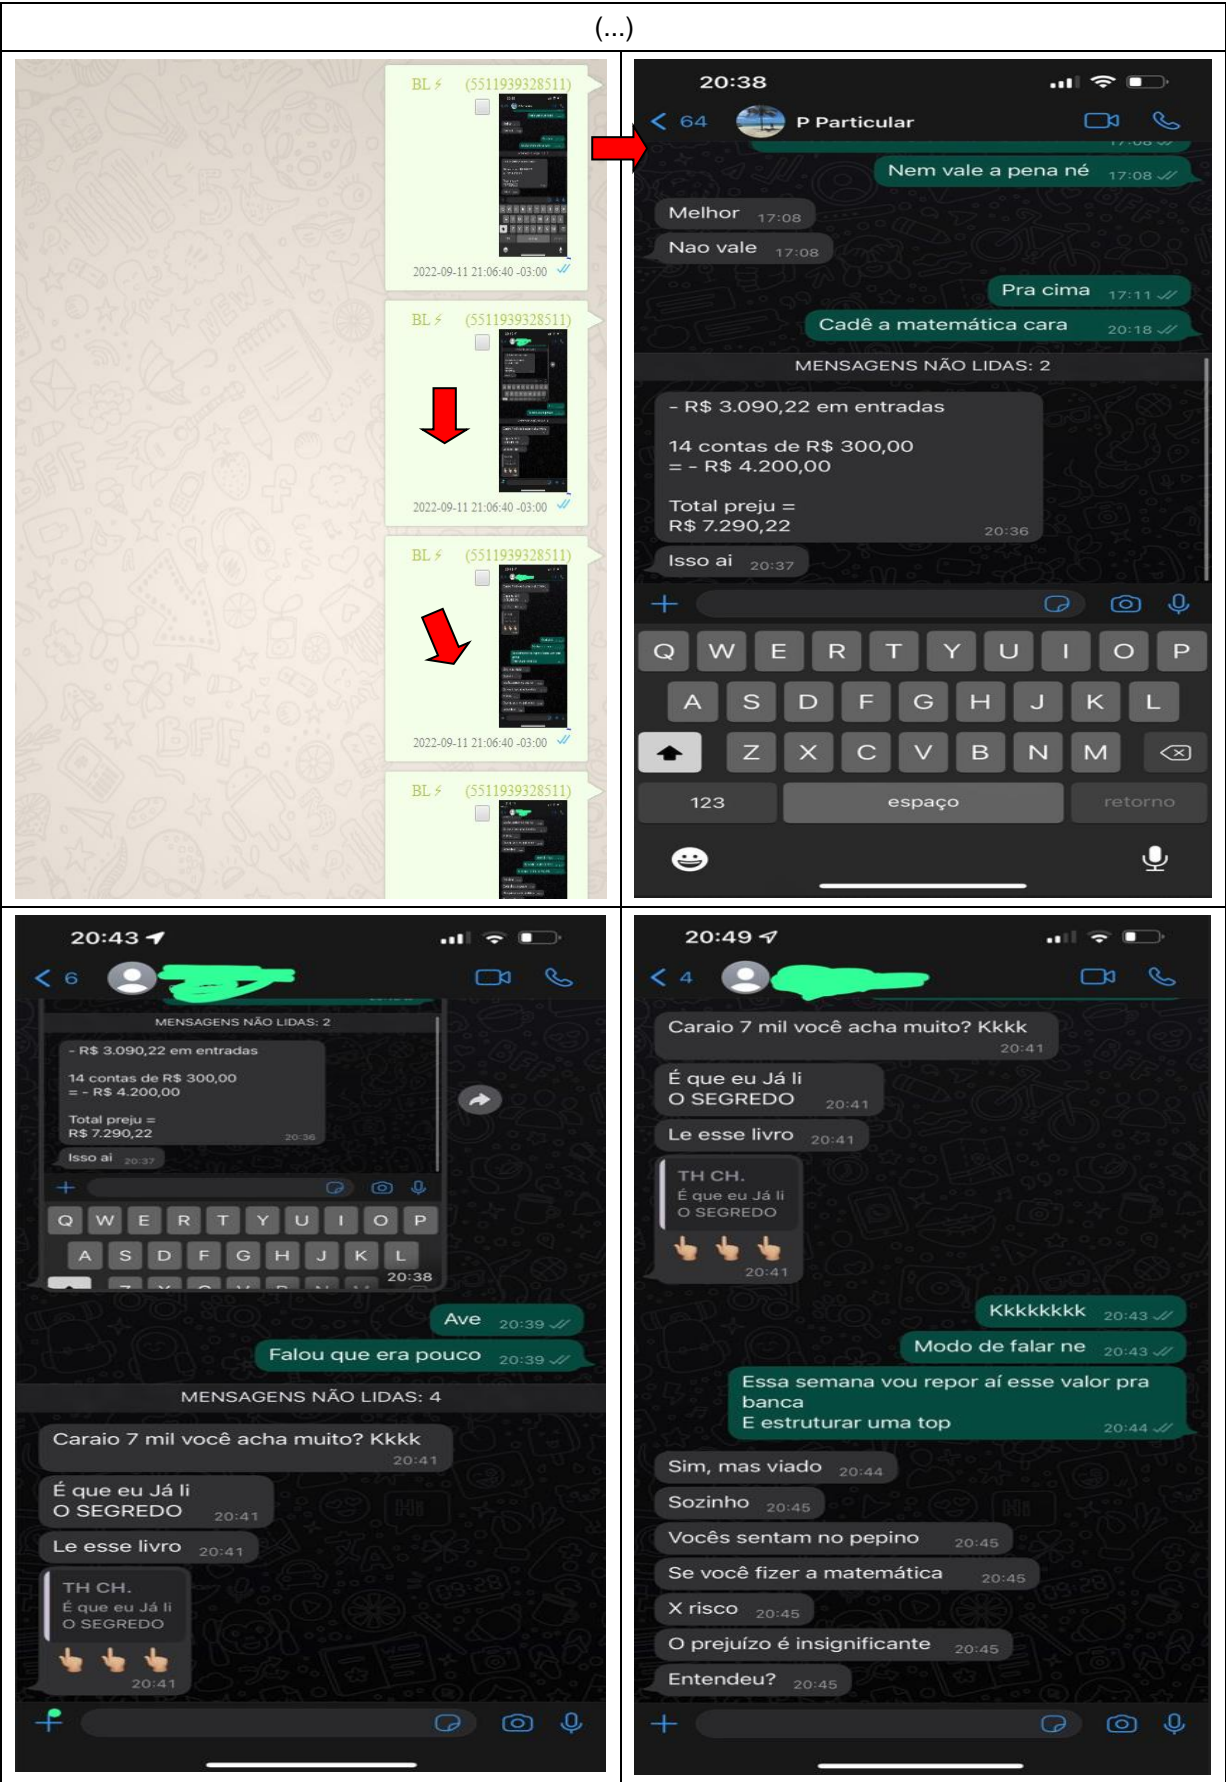 (...)
BL⚡ (5511939328511)
2022-09-11 21:06:40 -03:00
BL⚡ (5511939328511)
2022-09-11 21:06:40 -03:00
BL⚡ (5511939328511)
2022-09-11 21:06:40 -03:00
BL⚡ (5511939328511)
20:38
64 P Particular
17:08
Nem vale a pena né 17:08
Melhor 17:08
Nao vale 17:08
Pra cima 17:11
Cadê a matemática cara 20:18
MENSAGENS NÃO LIDAS: 2
- R$ 3.090,22 em entradas
14 contas de R$ 300,00
= - R$ 4.200,00
Total preju =
R$ 7.290,22 20:36
Isso ai 20:37
Q W E R T Y U I O P
A S D F G H J K L
Z X C V B N M
123 espaço retorno
20:43
6
MENSAGENS NÃO LIDAS: 2
- R$ 3.090,22 em entradas
14 contas de R$ 300,00
= - R$ 4.200,00
Total preju =
R$ 7.290,22 20:36
Isso ai 20:37
Q W E R T Y U I O P
A S D F G H J K L
20:38
Ave 20:39
Falou que era pouco 20:39
MENSAGENS NÃO LIDAS: 4
Caraio 7 mil você acha muito? Kkkk
20:41
É que eu Já li
O SEGREDO 20:41
Le esse livro 20:41
TH CH.
É que eu Já li
O SEGREDO
👆👆👆
20:41
20:49
4
Caraio 7 mil você acha muito? Kkkk
20:41
É que eu Já li
O SEGREDO 20:41
Le esse livro 20:41
TH CH.
É que eu Já li
O SEGREDO
👆👆👆
20:41
Kkkkkkkk 20:43
Modo de falar ne 20:43
Essa semana vou repor aí esse valor pra
banca
E estruturar uma top 20:44
Sim, mas viado 20:44
Sozinho 20:45
Vocês sentam no pepino 20:45
Se você fizer a matemática 20:45
X risco 20:45
O prejuízo é insignificante 20:45
Entendeu? 20:45